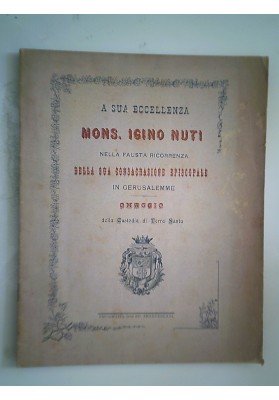 A SUA ECCELLENZA
MONS. IGINO NUTI
NELLA FAUSTA RICORRENZA
DELLA SUA CONSACRAZIONE EPISCOPALE
IN GERUSALEMME
OMAGGIO
della Custodia di Terra Santa